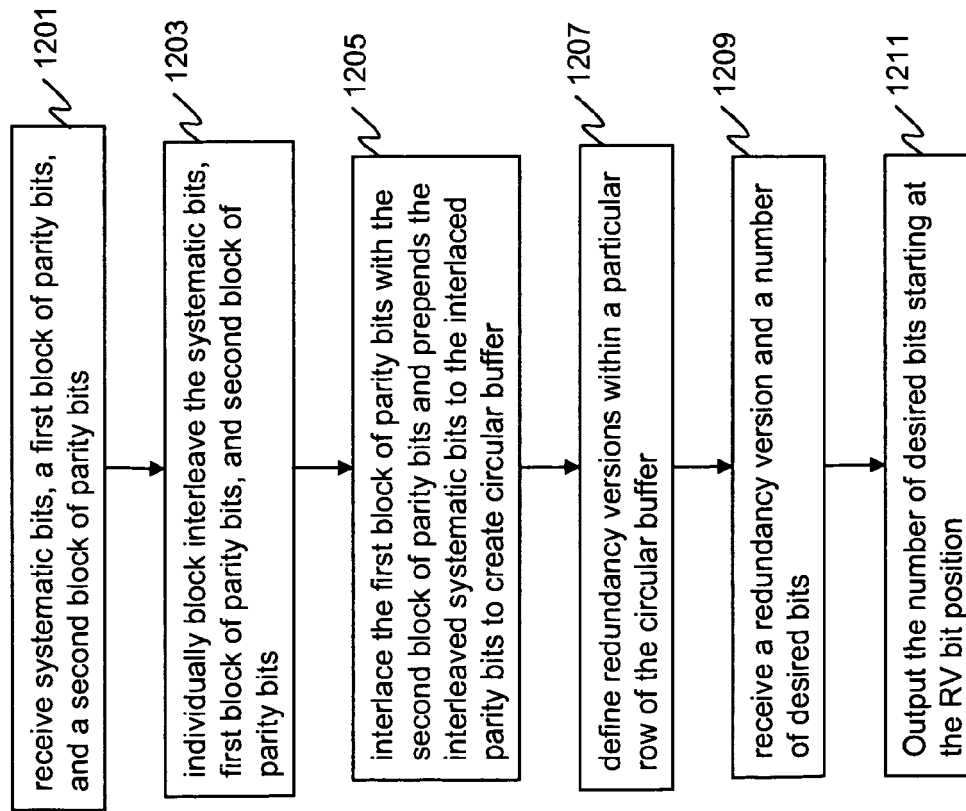 receive systematic bits, a first block of parity bits,
and a second block of parity bits
1201
individually block interleave the systematic bits,
first block of parity bits, and second block of
parity bits
1203
interlace the first block of parity bits with the
second block of parity bits and prepends the
interleaved systematic bits to the interlaced
parity bits to create circular buffer
1205
define redundancy versions within a particular
row of the circular buffer
1207
receive a redundancy version and a number
of desired bits
1209
Output the number of desired bits starting at
the RV bit position
1211